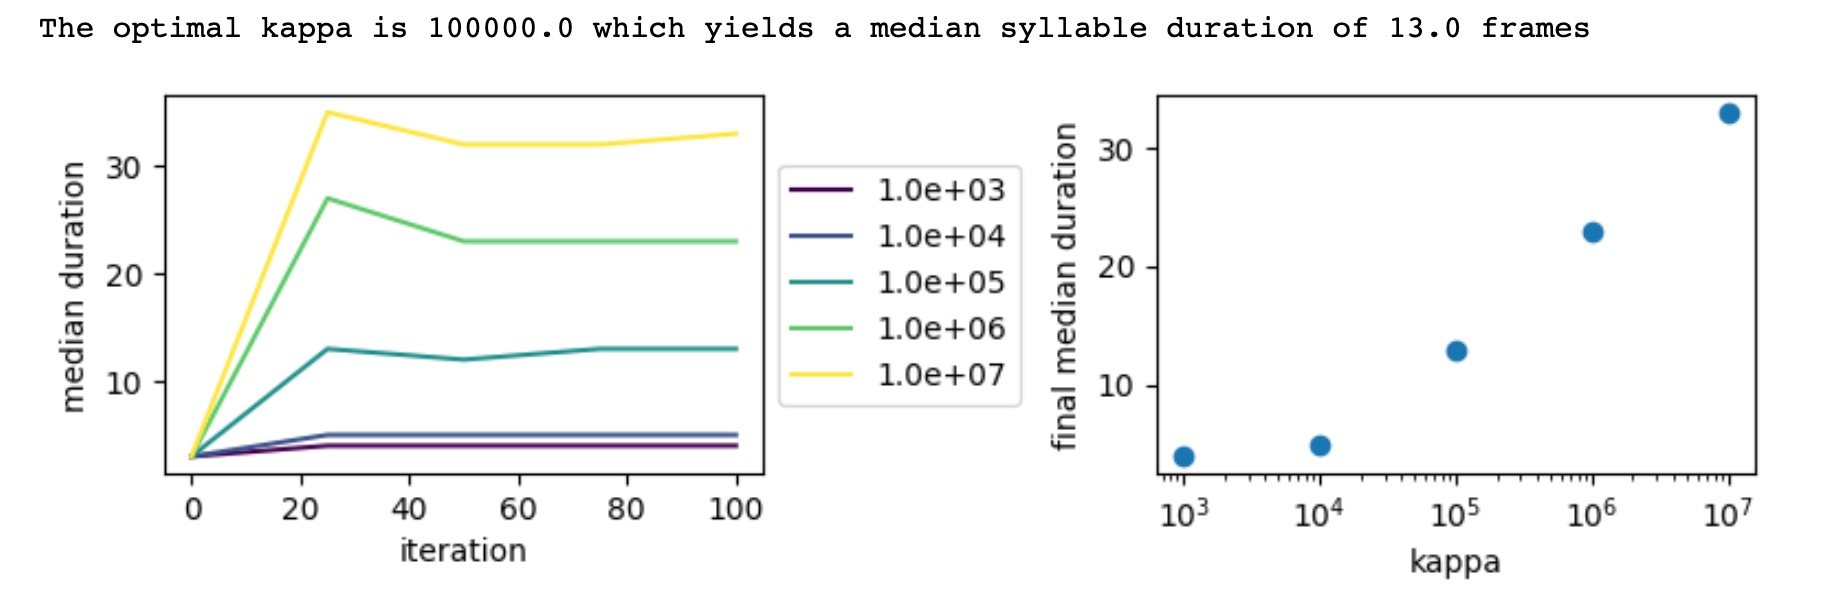 The optimal kappa is 100000.0 which yields a median syllable duration of 13.0 frames
median duration
30
20
10
0 20 40 60 80 100
iteration
1.0e+03
1.0e+04
1.0e+05
1.0e+06
1.0e+07
final median duration
30
20
10
10³ 10⁴ 10⁵ 10⁶ 10⁷
kappa